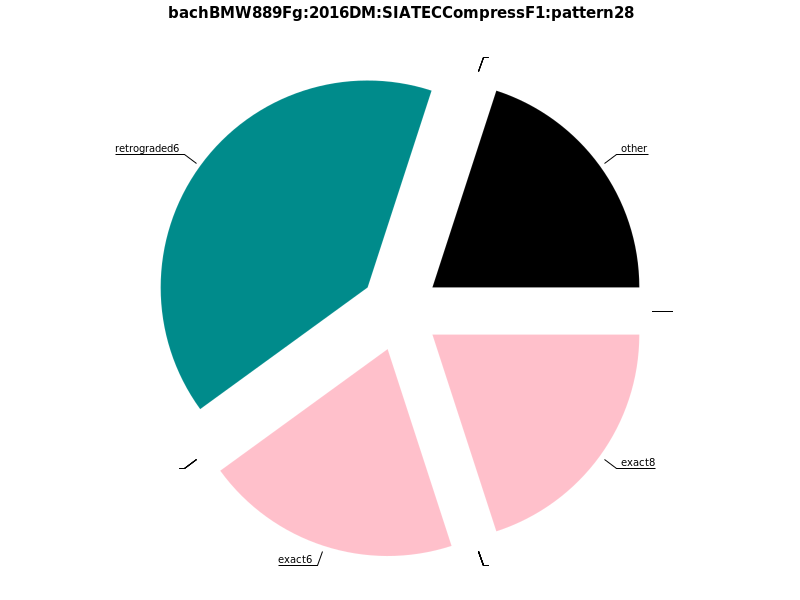 bachBMW889Fg:2016DM:SIATECCompressF1:pattern28
retrograded6
other
exact8
exact6